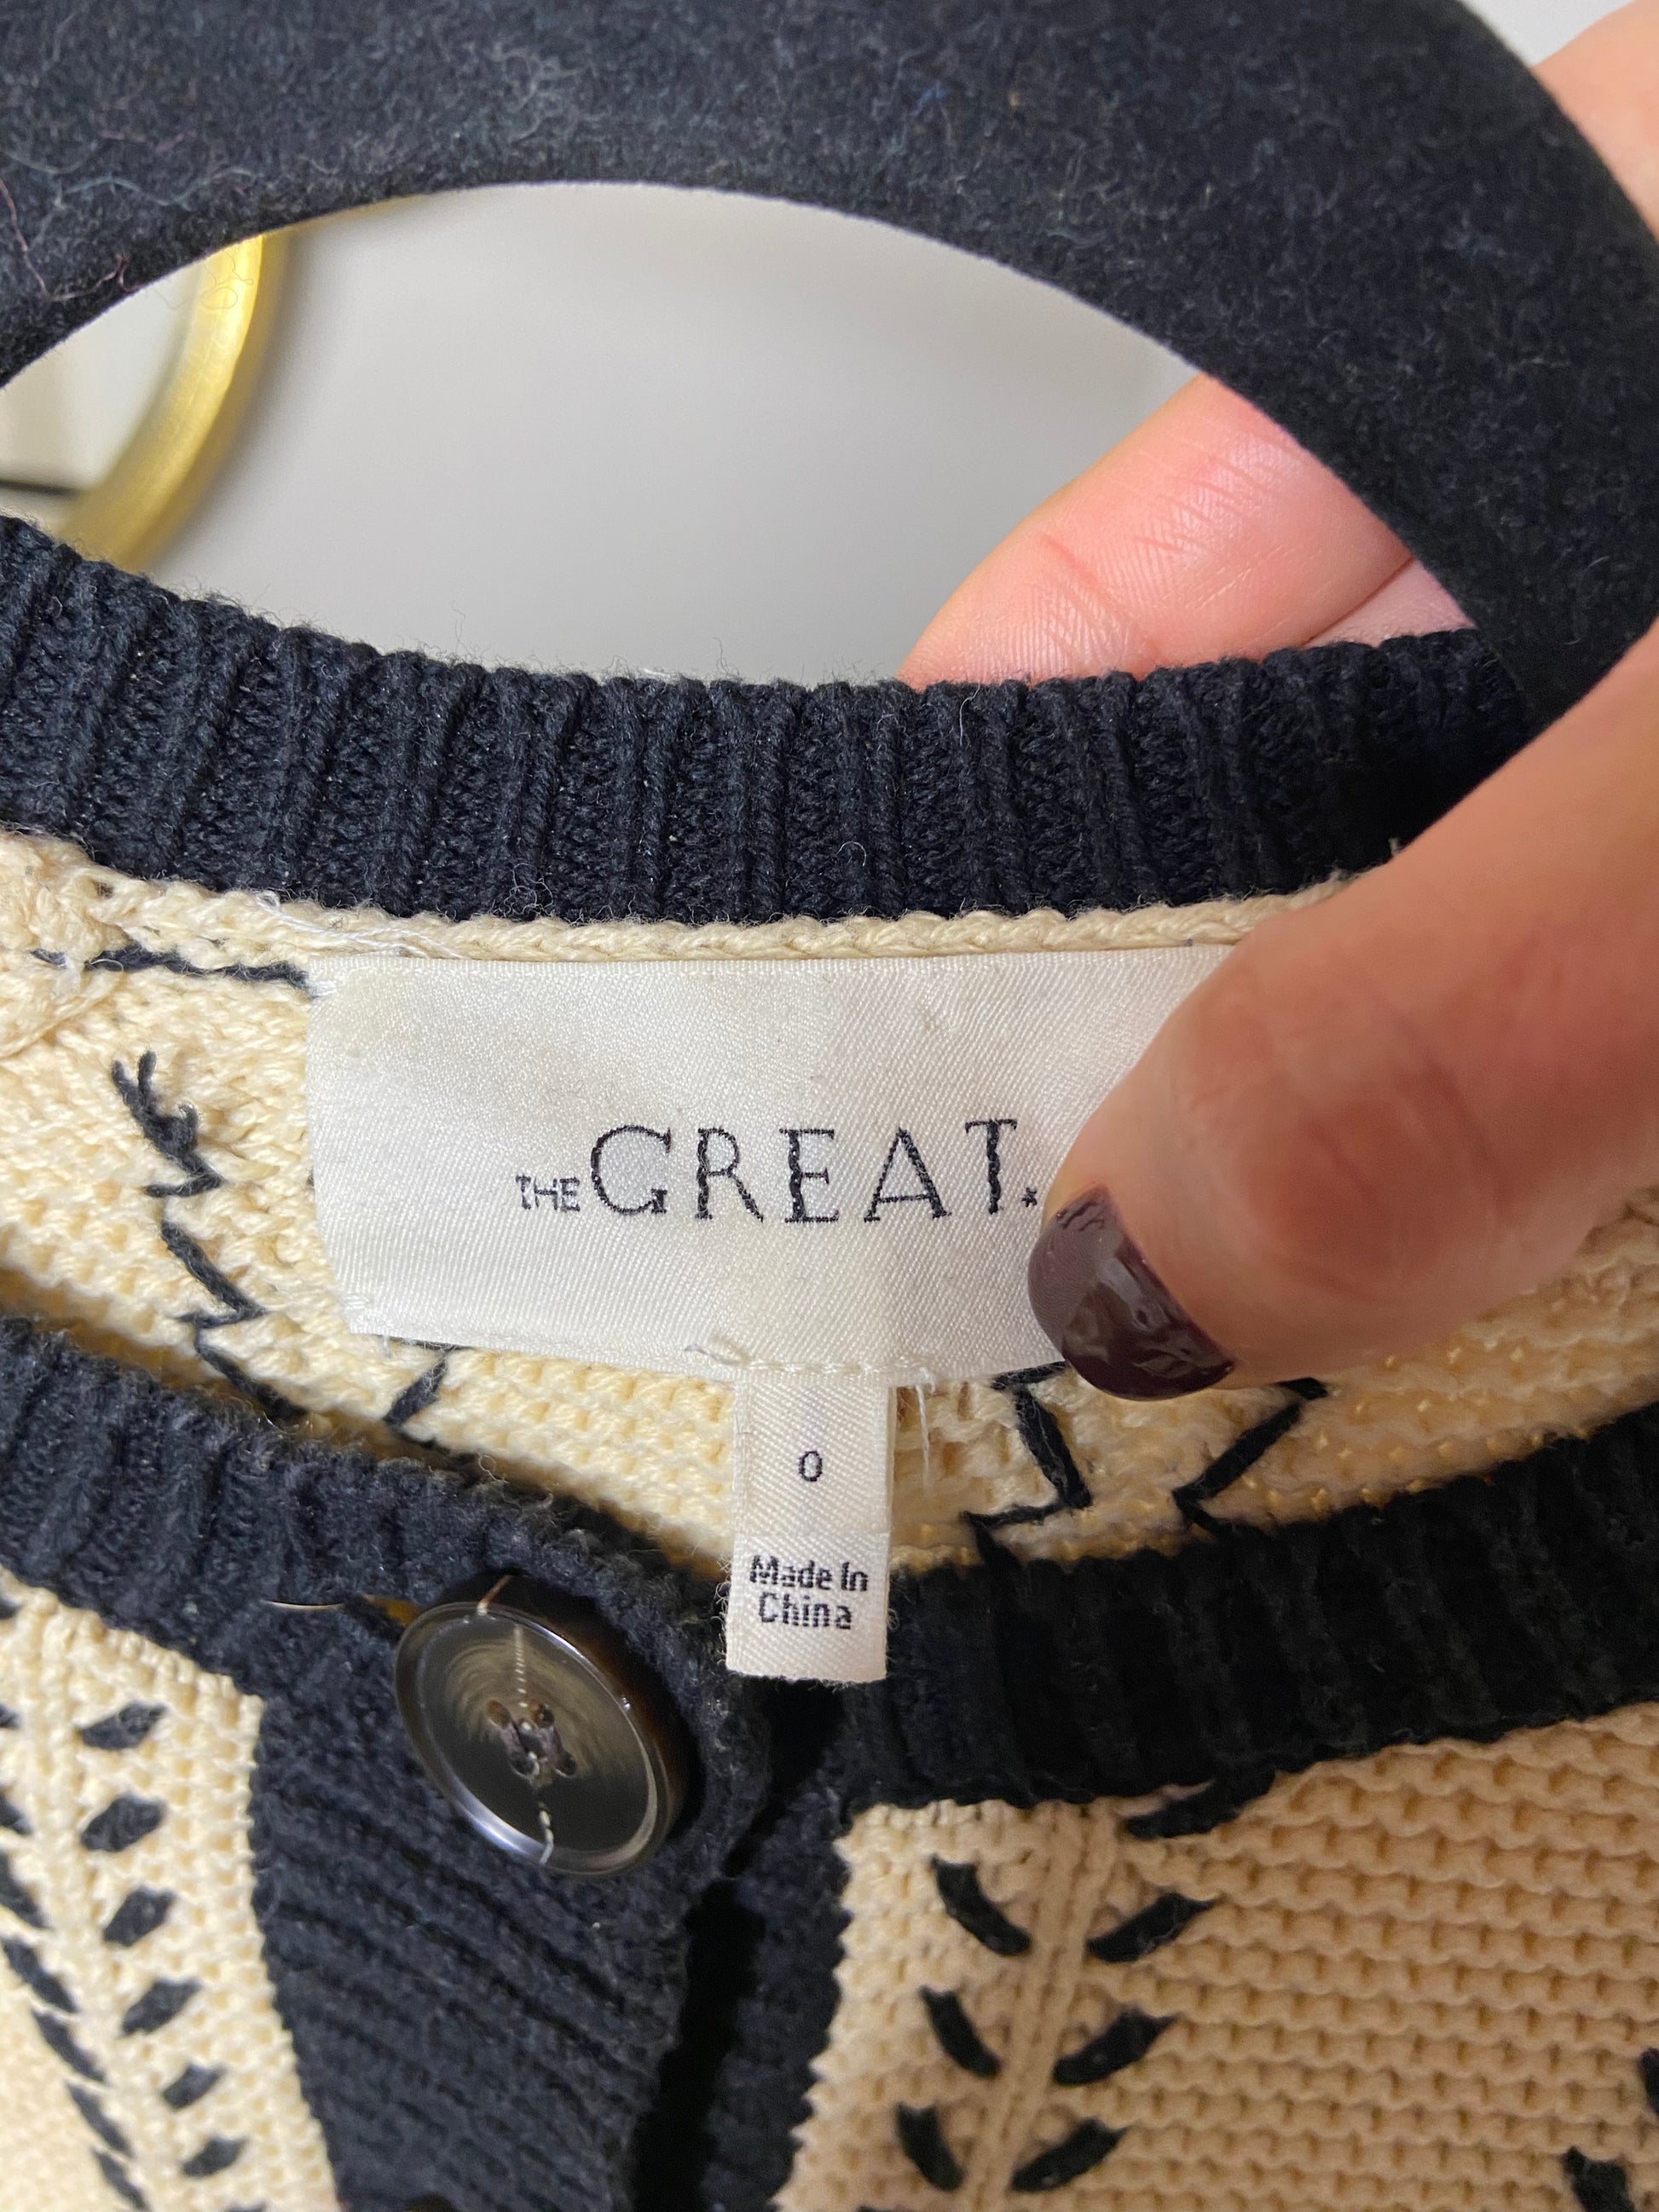 THE GREAT.
0
Made In
China